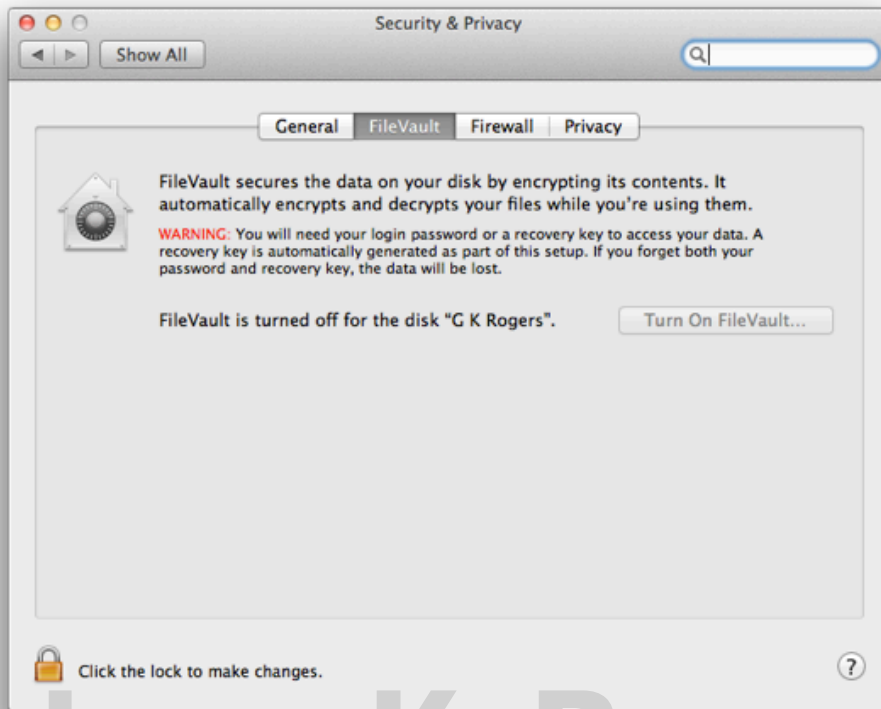 Security & Privacy
Show All
General FileVault Firewall Privacy
FileVault secures the data on your disk by encrypting its contents. It
automatically encrypts and decrypts your files while you're using them.
WARNING: You will need your login password or a recovery key to access your data. A
recovery key is automatically generated as part of this setup. If you forget both your
password and recovery key, the data will be lost.
FileVault is turned off for the disk “G K Rogers”. Turn On FileVault...
Click the lock to make changes. ?